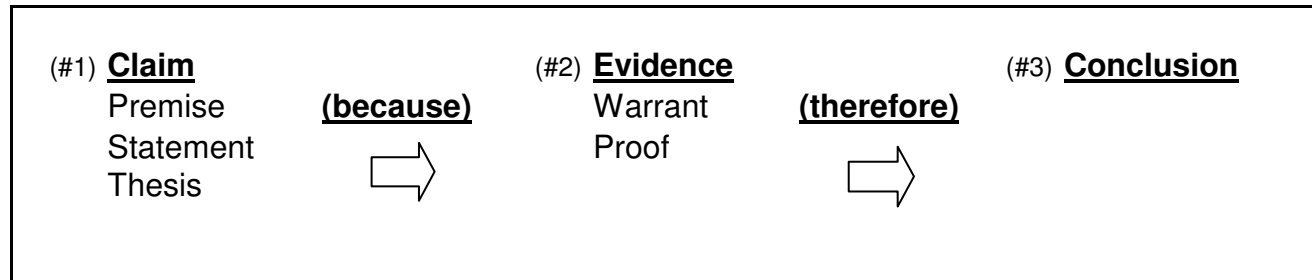 (#1) Claim (#2) Evidence (#3) Conclusion
Premise (because) Warrant (therefore)
Statement Proof
Thesis